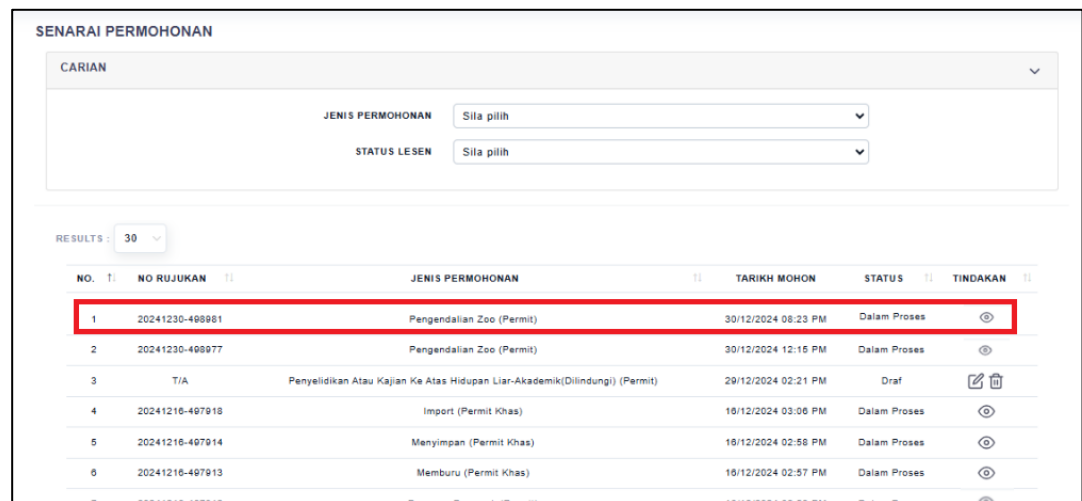 SENARAI PERMOHONAN
CARIAN
JENIS PERMOHONAN Sila pilih
STATUS LESEN Sila pilih
RESULTS : 30
NO. NO RUJUKAN JENIS PERMOHONAN TARIKH MOHON STATUS TINDAKAN
1 20241230-498981 Pengendalian Zoo (Permit) 30/12/2024 08:23 PM Dalam Proses
2 20241230-498977 Pengendalian Zoo (Permit) 30/12/2024 12:15 PM Dalam Proses
3 T/A Penyelidikan Atau Kajian Ke Atas Hidupan Liar-Akademik(Dilindungi) (Permit) 29/12/2024 02:21 PM Draf
4 20241216-497918 Import (Permit Khas) 16/12/2024 03:06 PM Dalam Proses
5 20241216-497914 Menyimpan (Permit Khas) 16/12/2024 02:58 PM Dalam Proses
6 20241216-497913 Memburu (Permit Khas) 16/12/2024 02:57 PM Dalam Proses